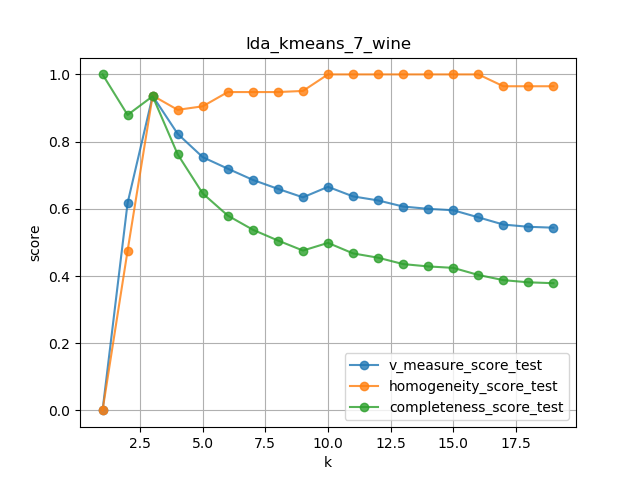 lda_kmeans_7_wine
1.0
0.8
0.6
0.4
0.2
0.0
score
2.5 5.0 7.5 10.0 12.5 15.0 17.5
k
v_measure_score_test
homogeneity_score_test
completeness_score_test